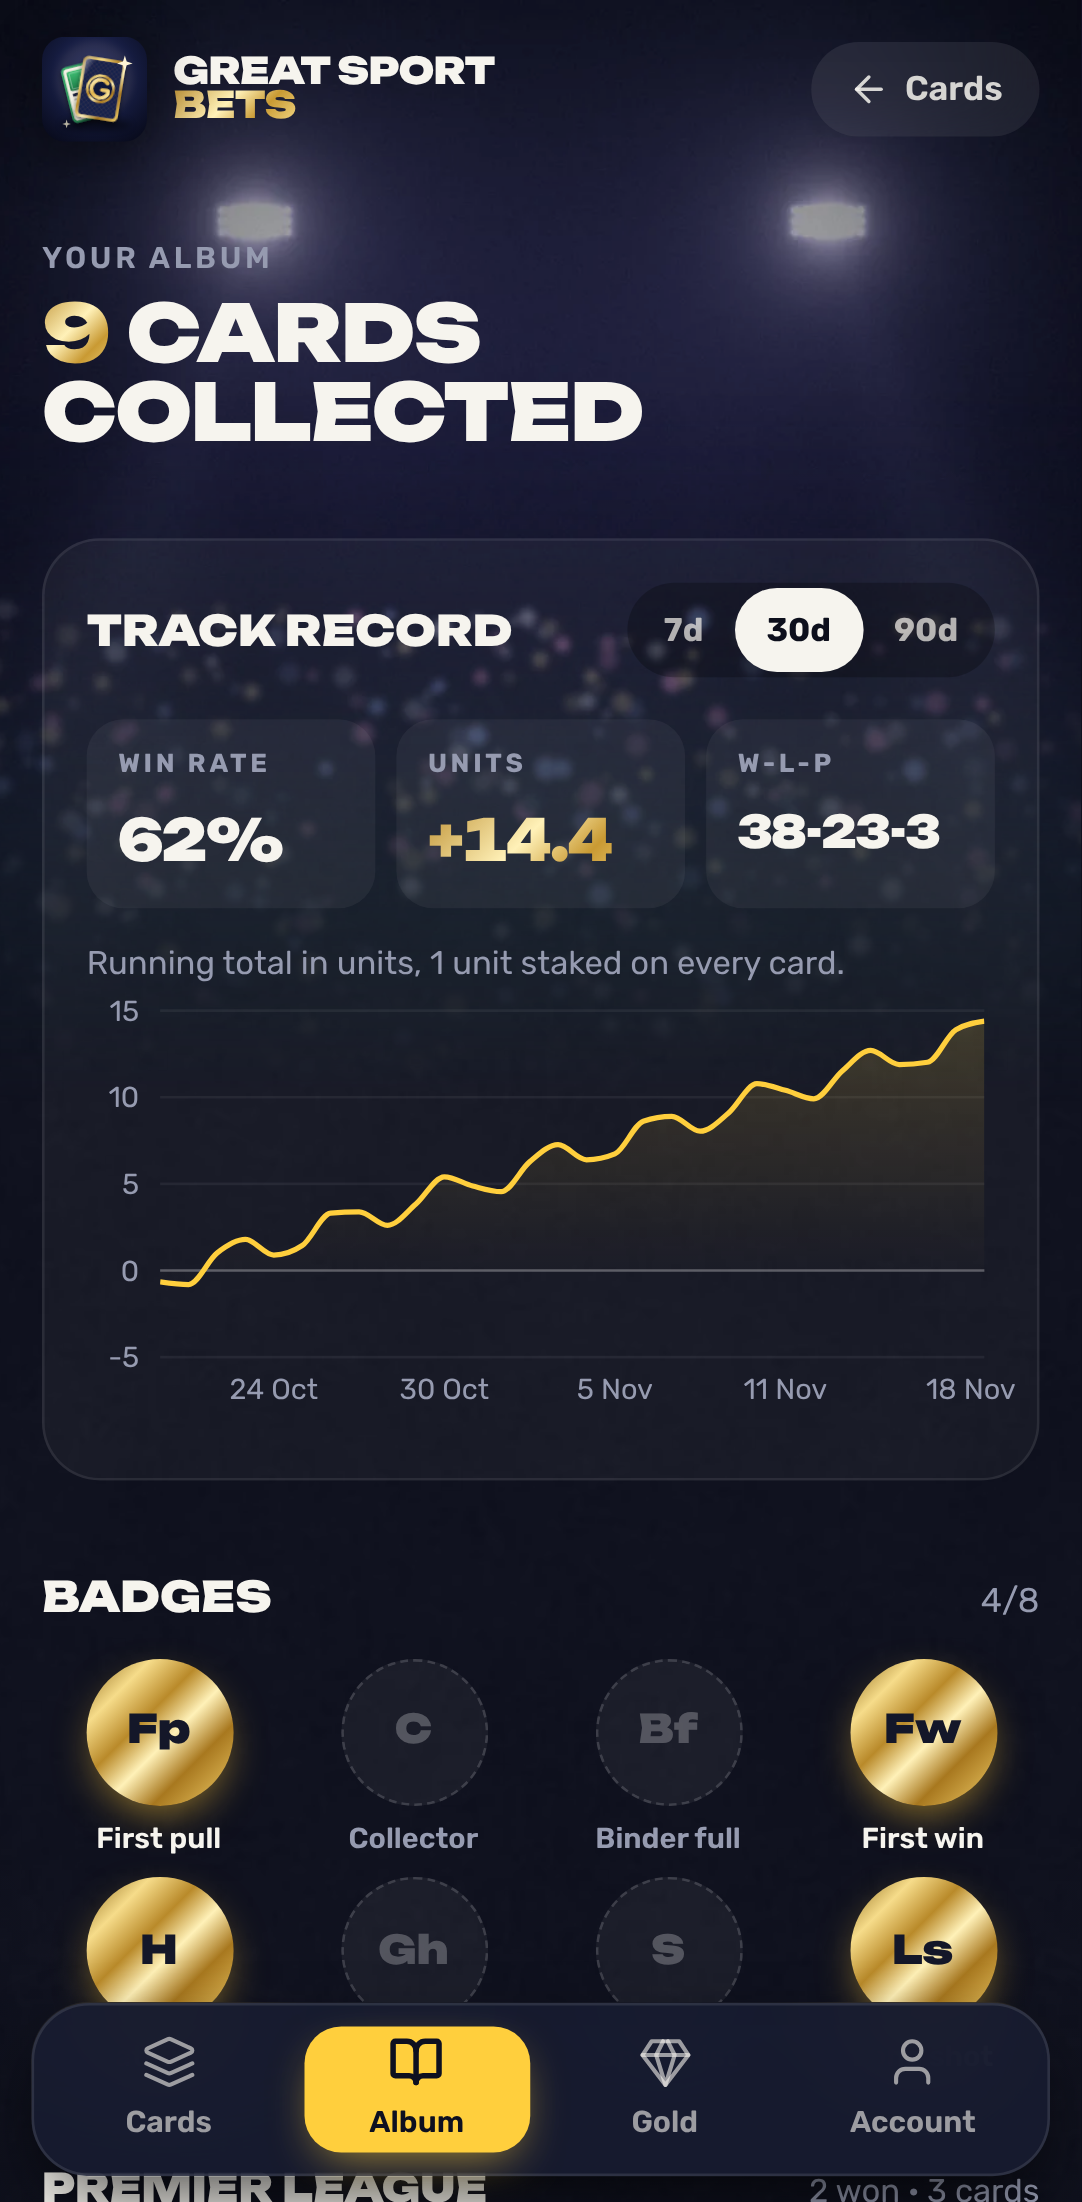 GREAT SPORT
BETS
Cards
YOUR ALBUM
9 CARDS
COLLECTED
TRACK RECORD
7d 30d 90d
WIN RATE UNITS W-L-P
62% +14.4 38-23-3
Running total in units, 1 unit staked on every card.
15
10
5
0
-5
24 Oct 30 Oct 5 Nov 11 Nov 18 Nov
BADGES 4/8
Fp C Bf Fw
First pull Collector Binder full First win
H Gh S Ls
Cards Album Gold Account
PREMIER LEAGUE 2 won • 3 cards